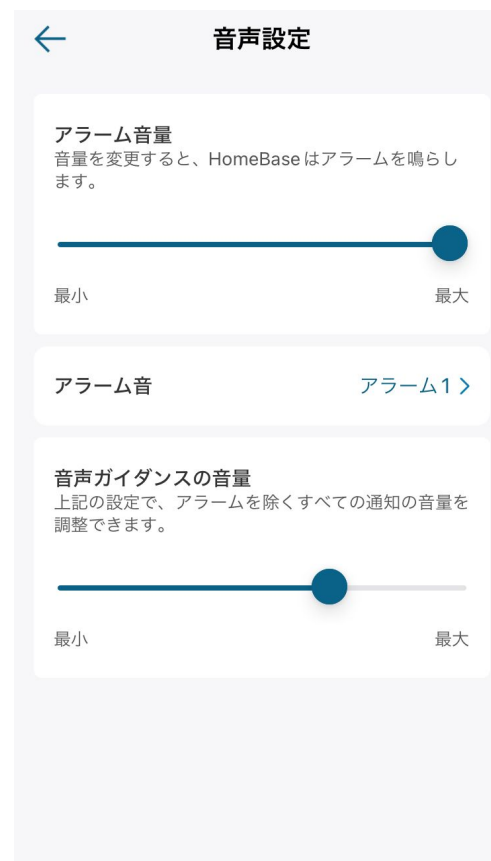 音声設定
アラーム音量
音量を変更すると、HomeBaseはアラームを鳴らし
ます。
最小 最大
アラーム音 アラーム1
音声ガイダンスの音量
上記の設定で、アラームを除くすべての通知の音量を
調整できます。
最小 最大